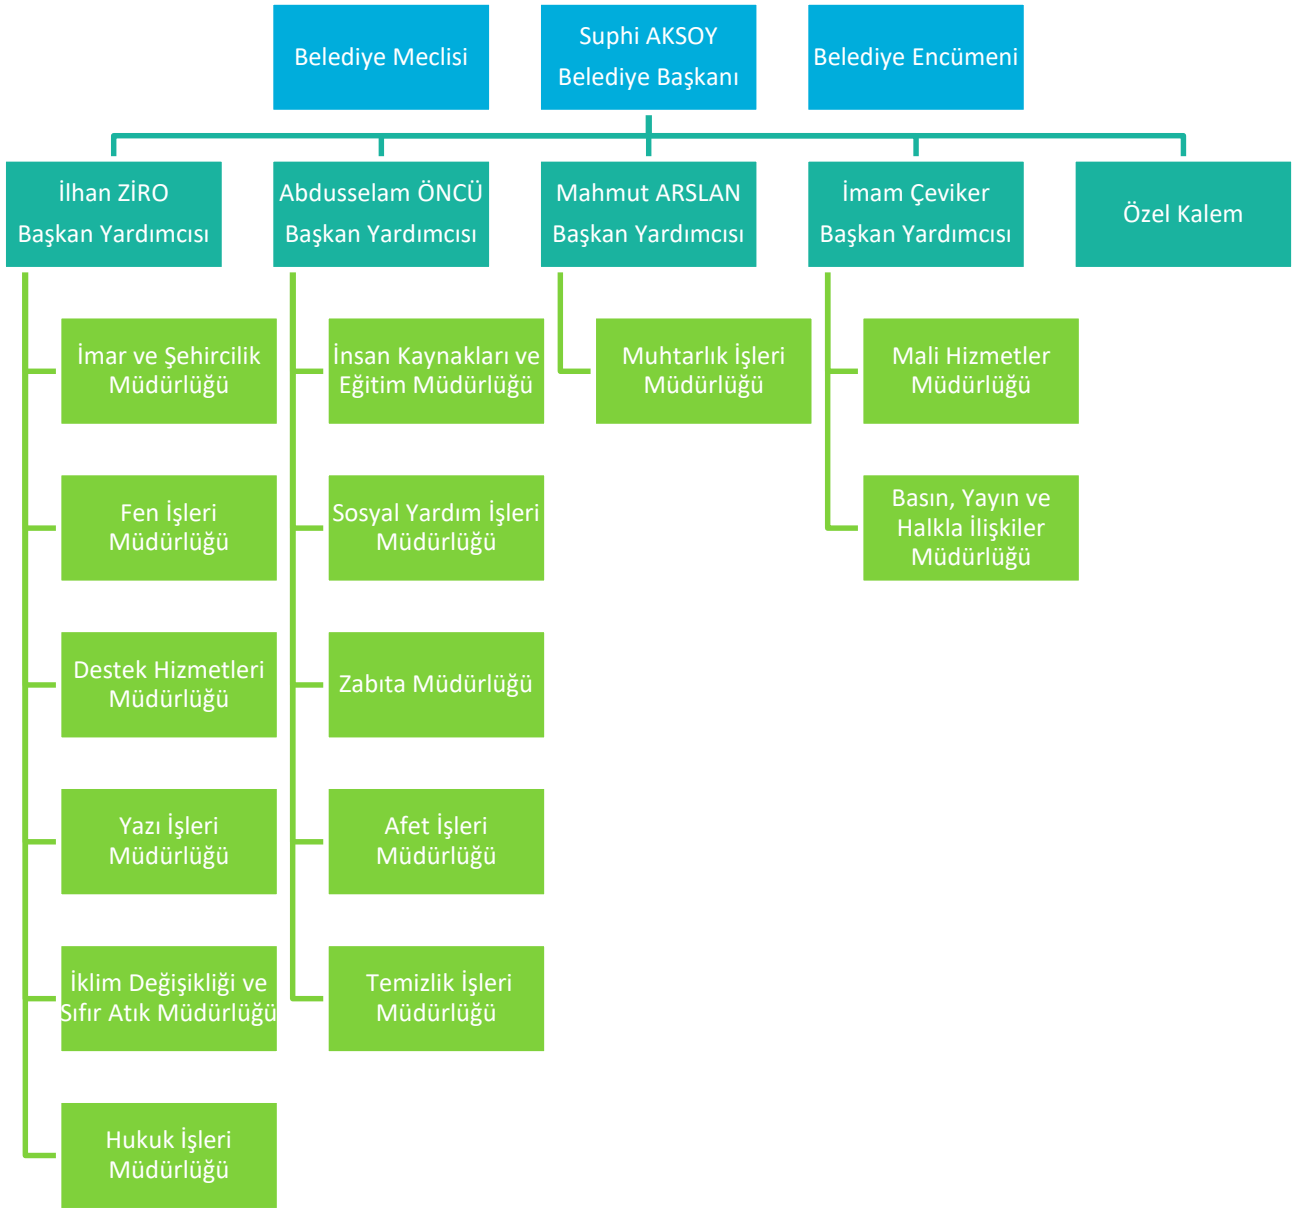 Belediye Meclisi
Suphi AKSOY
Belediye Başkanı
Belediye Encümeni
İlhan ZİRO
Başkan Yardımcısı
Abdusselam ÖNCÜ
Başkan Yardımcısı
Mahmut ARSLAN
Başkan Yardımcısı
İmam Çeviker
Başkan Yardımcısı
Özel Kalem
İmar ve Şehircilik
Müdürlüğü
Fen İşleri
Müdürlüğü
Destek Hizmetleri
Müdürlüğü
Yazı İşleri
Müdürlüğü
İklim Değişikliği ve
Sıfır Atık Müdürlüğü
Hukuk İşleri
Müdürlüğü
İnsan Kaynakları ve
Eğitim Müdürlüğü
Sosyal Yardım İşleri
Müdürlüğü
Zabıta Müdürlüğü
Afet İşleri
Müdürlüğü
Temizlik İşleri
Müdürlüğü
Muhtarlık İşleri
Müdürlüğü
Mali Hizmetler
Müdürlüğü
Basın, Yayın ve
Halkla İlişkiler
Müdürlüğü